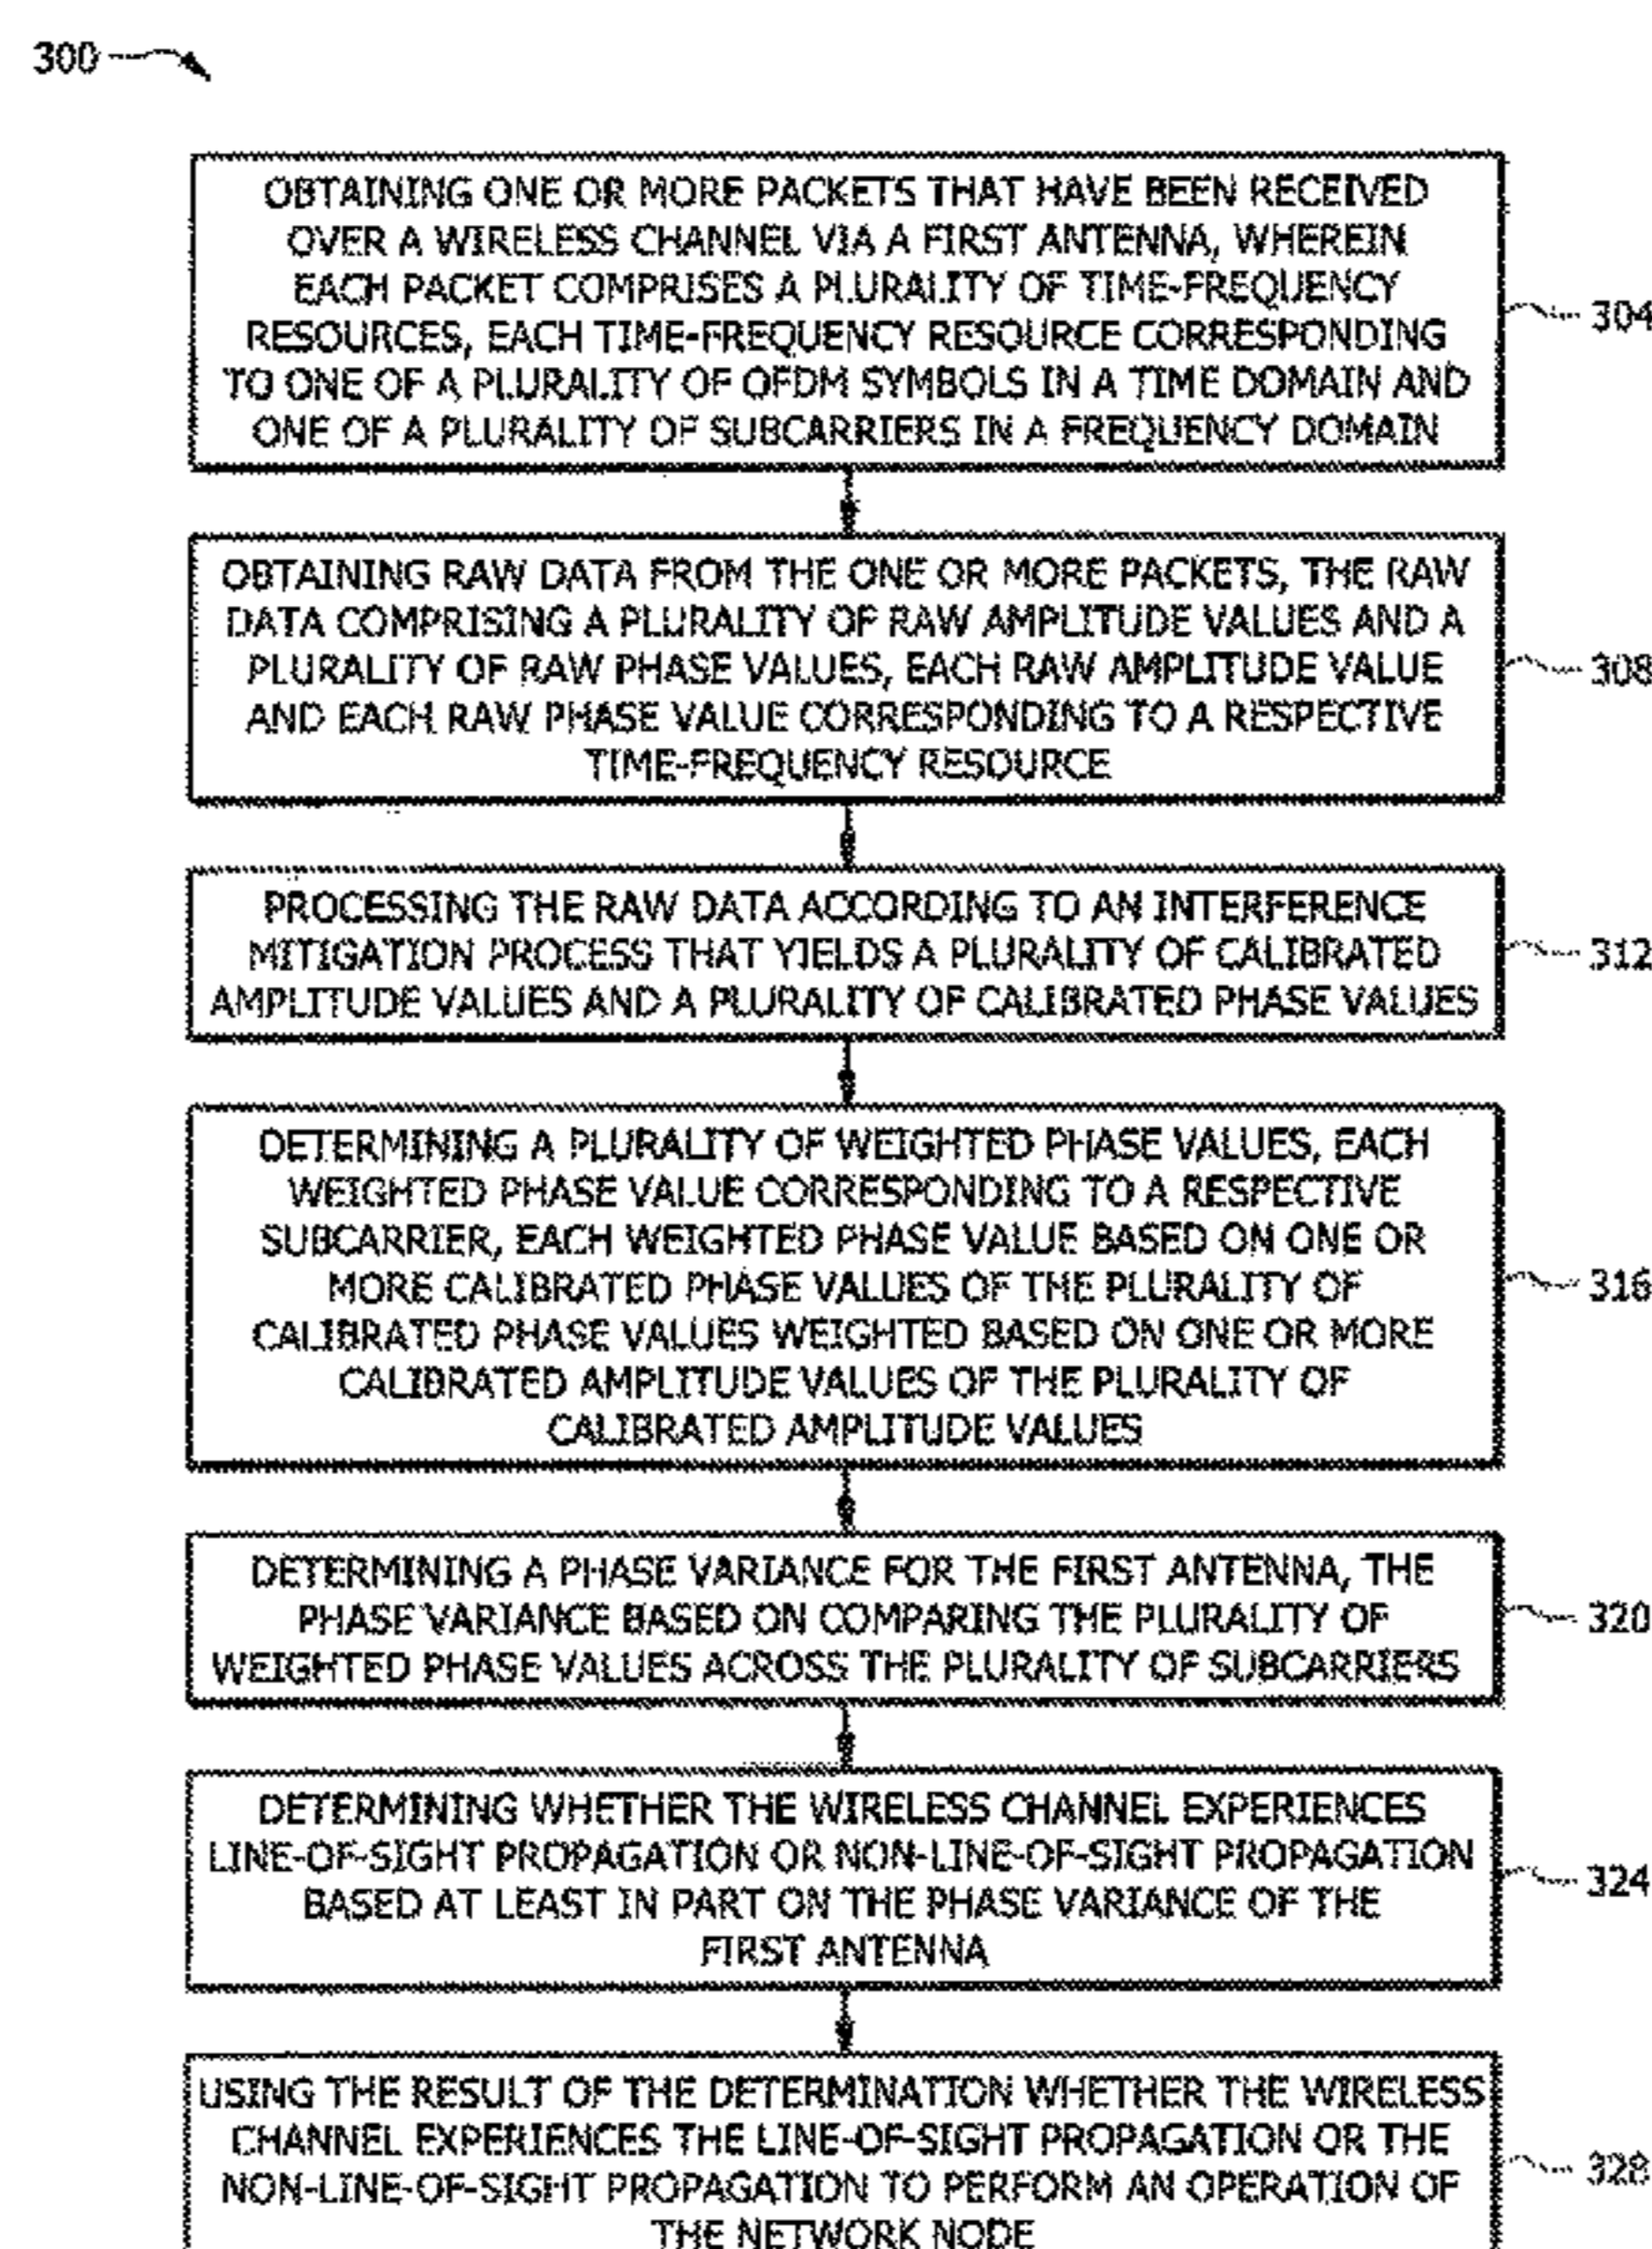 300
OBTAINING ONE OR MORE PACKETS THAT HAVE BEEN RECEIVED
OVER A WIRELESS CHANNEL VIA A FIRST ANTENNA, WHEREIN
EACH PACKET COMPRISES A PLURALITY OF TIME-FREQUENCY
RESOURCES, EACH TIME-FREQUENCY RESOURCE CORRESPONDING
TO ONE OF A PLURALITY OF OFDM SYMBOLS IN A TIME DOMAIN AND
ONE OF A PLURALITY OF SUBCARRIERS IN A FREQUENCY DOMAIN
304
OBTAINING RAW DATA FROM THE ONE OR MORE PACKETS, THE RAW
DATA COMPRISING A PLURALITY OF RAW AMPLITUDE VALUES AND A
PLURALITY OF RAW PHASE VALUES, EACH RAW AMPLITUDE VALUE
AND EACH RAW PHASE VALUE CORRESPONDING TO A RESPECTIVE
TIME-FREQUENCY RESOURCE
308
PROCESSING THE RAW DATA ACCORDING TO AN INTERFERENCE
MITIGATION PROCESS THAT YIELDS A PLURALITY OF CALIBRATED
AMPLITUDE VALUES AND A PLURALITY OF CALIBRATED PHASE VALUES
312
DETERMINING A PLURALITY OF WEIGHTED PHASE VALUES, EACH
WEIGHTED PHASE VALUE CORRESPONDING TO A RESPECTIVE
SUBCARRIER, EACH WEIGHTED PHASE VALUE BASED ON ONE OR
MORE CALIBRATED PHASE VALUES OF THE PLURALITY OF
CALIBRATED PHASE VALUES WEIGHTED BASED ON ONE OR MORE
CALIBRATED AMPLITUDE VALUES OF THE PLURALITY OF
CALIBRATED AMPLITUDE VALUES
316
DETERMINING A PHASE VARIANCE FOR THE FIRST ANTENNA, THE
PHASE VARIANCE BASED ON COMPARING THE PLURALITY OF
WEIGHTED PHASE VALUES ACROSS THE PLURALITY OF SUBCARRIERS
320
DETERMINING WHETHER THE WIRELESS CHANNEL EXPERIENCES
LINE-OF-SIGHT PROPAGATION OR NON-LINE-OF-SIGHT PROPAGATION
BASED AT LEAST IN PART ON THE PHASE VARIANCE OF THE
FIRST ANTENNA
324
USING THE RESULT OF THE DETERMINATION WHETHER THE WIRELESS
CHANNEL EXPERIENCES THE LINE-OF-SIGHT PROPAGATION OR THE
NON-LINE-OF-SIGHT PROPAGATION TO PERFORM AN OPERATION OF
THE NETWORK NODE
328